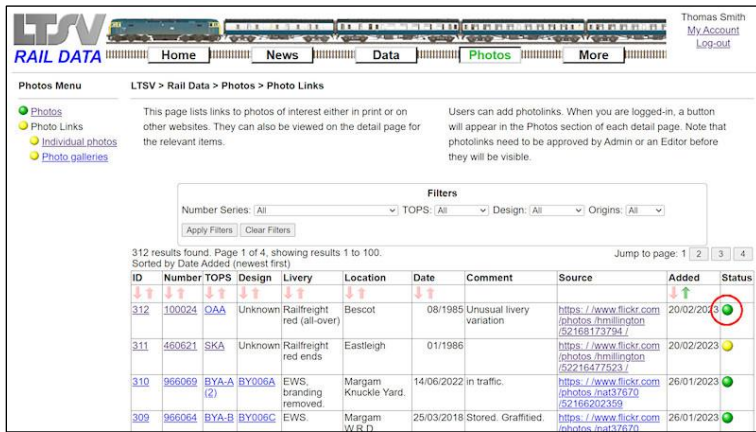 LTSV
RAIL DATA
Home
News
Data
Photos
More
Thomas Smith
My Account
Log-out
Photos Menu
Photos
Photo Links
Individual photos
Photo galleries
LTSV > Rail Data > Photos > Photo Links
This page lists links to photos of interest either in print or on
other websites. They can also be viewed on the detail page for
the relevant items.
Users can add photolinks. When you are logged-in, a button
will appear in the Photos section of each detail page. Note that
photolinks need to be approved by Admin or an Editor before
they will be visible.
Filters
Number Series: All TOPS: All Design: All Origins: All
Apply Filters Clear Filters
312 results found. Page 1 of 4, showing results 1 to 100.
Jump to page: 1 2 3 4
Sorted by Date Added (newest first)
ID Number TOPS Design Livery Location Date Comment Source Added Status
312 100024 OAA Unknown Railfreight Bescot 08/1985 Unusual livery https: / /www.flickr.com 20/02/2023
red (all-over) variation /photos /hmillington
/52168173794 /
311 460621 SKA Unknown Railfreight Eastleigh 01/1986 https: / /www.flickr.com 20/02/2023
red ends /photos /hmillington
/52216477523 /
310 966069 BYA-A BY006A EWS, Margam 14/06/2022 in traffic. https: / /www.flickr.com 26/01/2023
(2) branding Knuckle Yard. /photos /nat37670
removed. /52166202359
309 966064 BYA-B BY006C EWS. Margam 25/03/2018 Stored. Graffitied. https: / /www.flickr.com 26/01/2023
W.R.D. /photos /nat37670